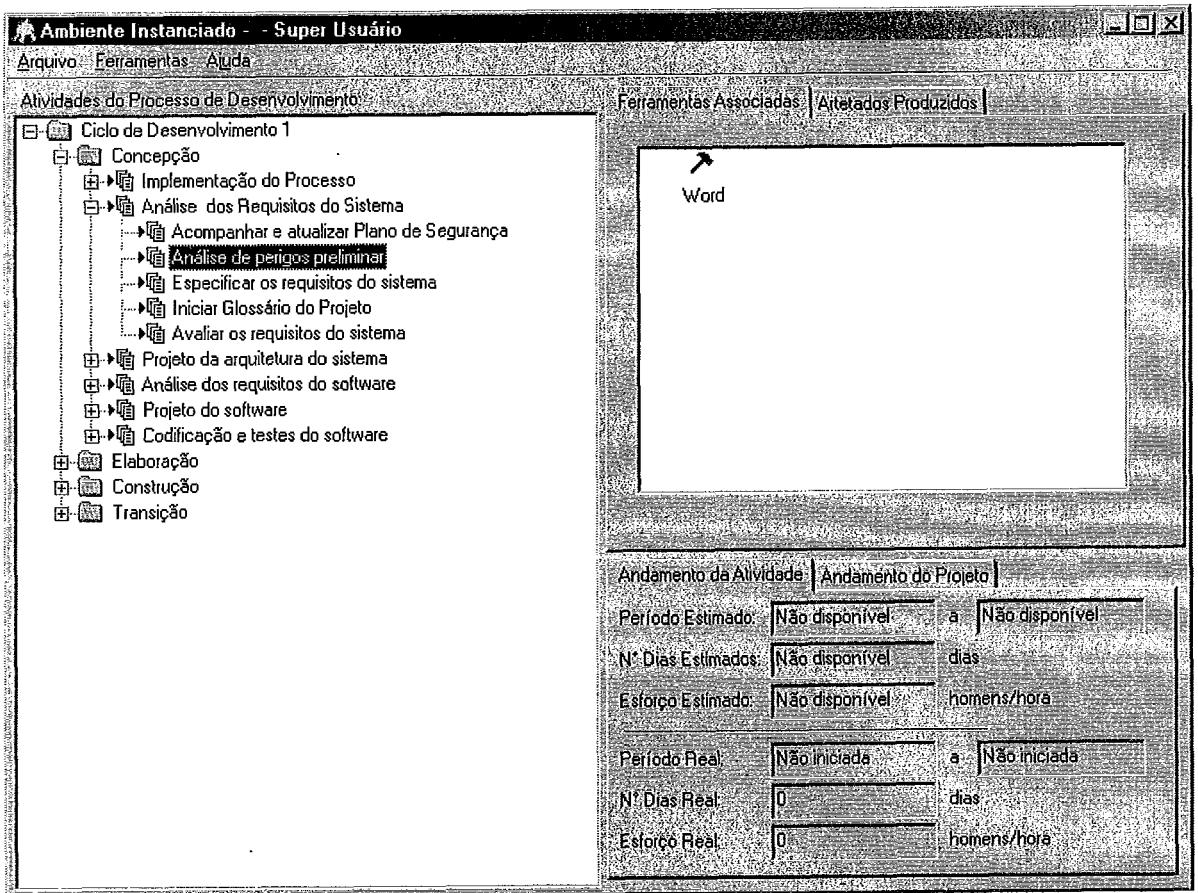 Ambiente Instanciado - - Super Usuário
Arquivo Ferramentas Ajuda
Atividades do Processo de Desenvolvimento:
Ciclo de Desenvolvimento 1
Concepção
Implementação do Processo
Análise dos Requisitos do Sistema
Acompanhar e atualizar Plano de Segurança
Análise de perigos preliminar
Especificar os requisitos do sistema
Iniciar Glossário do Projeto
Avaliar os requisitos do sistema
Projeto da arquitetura do sistema
Análise dos requisitos do software
Projeto do software
Codificação e testes do software
Elaboração
Construção
Transição
Ferramentas Associadas Artefatos Produzidos
Word
Andamento da Atividade Andamento do Projeto
Período Estimado: Não disponível a Não disponível
N° Dias Estimados: Não disponível dias
Esforço Estimado: Não disponível homens/hora
Período Real: Não iniciada a Não iniciada
N° Dias Real: 0 dias
Esforço Real: 0 homens/hora